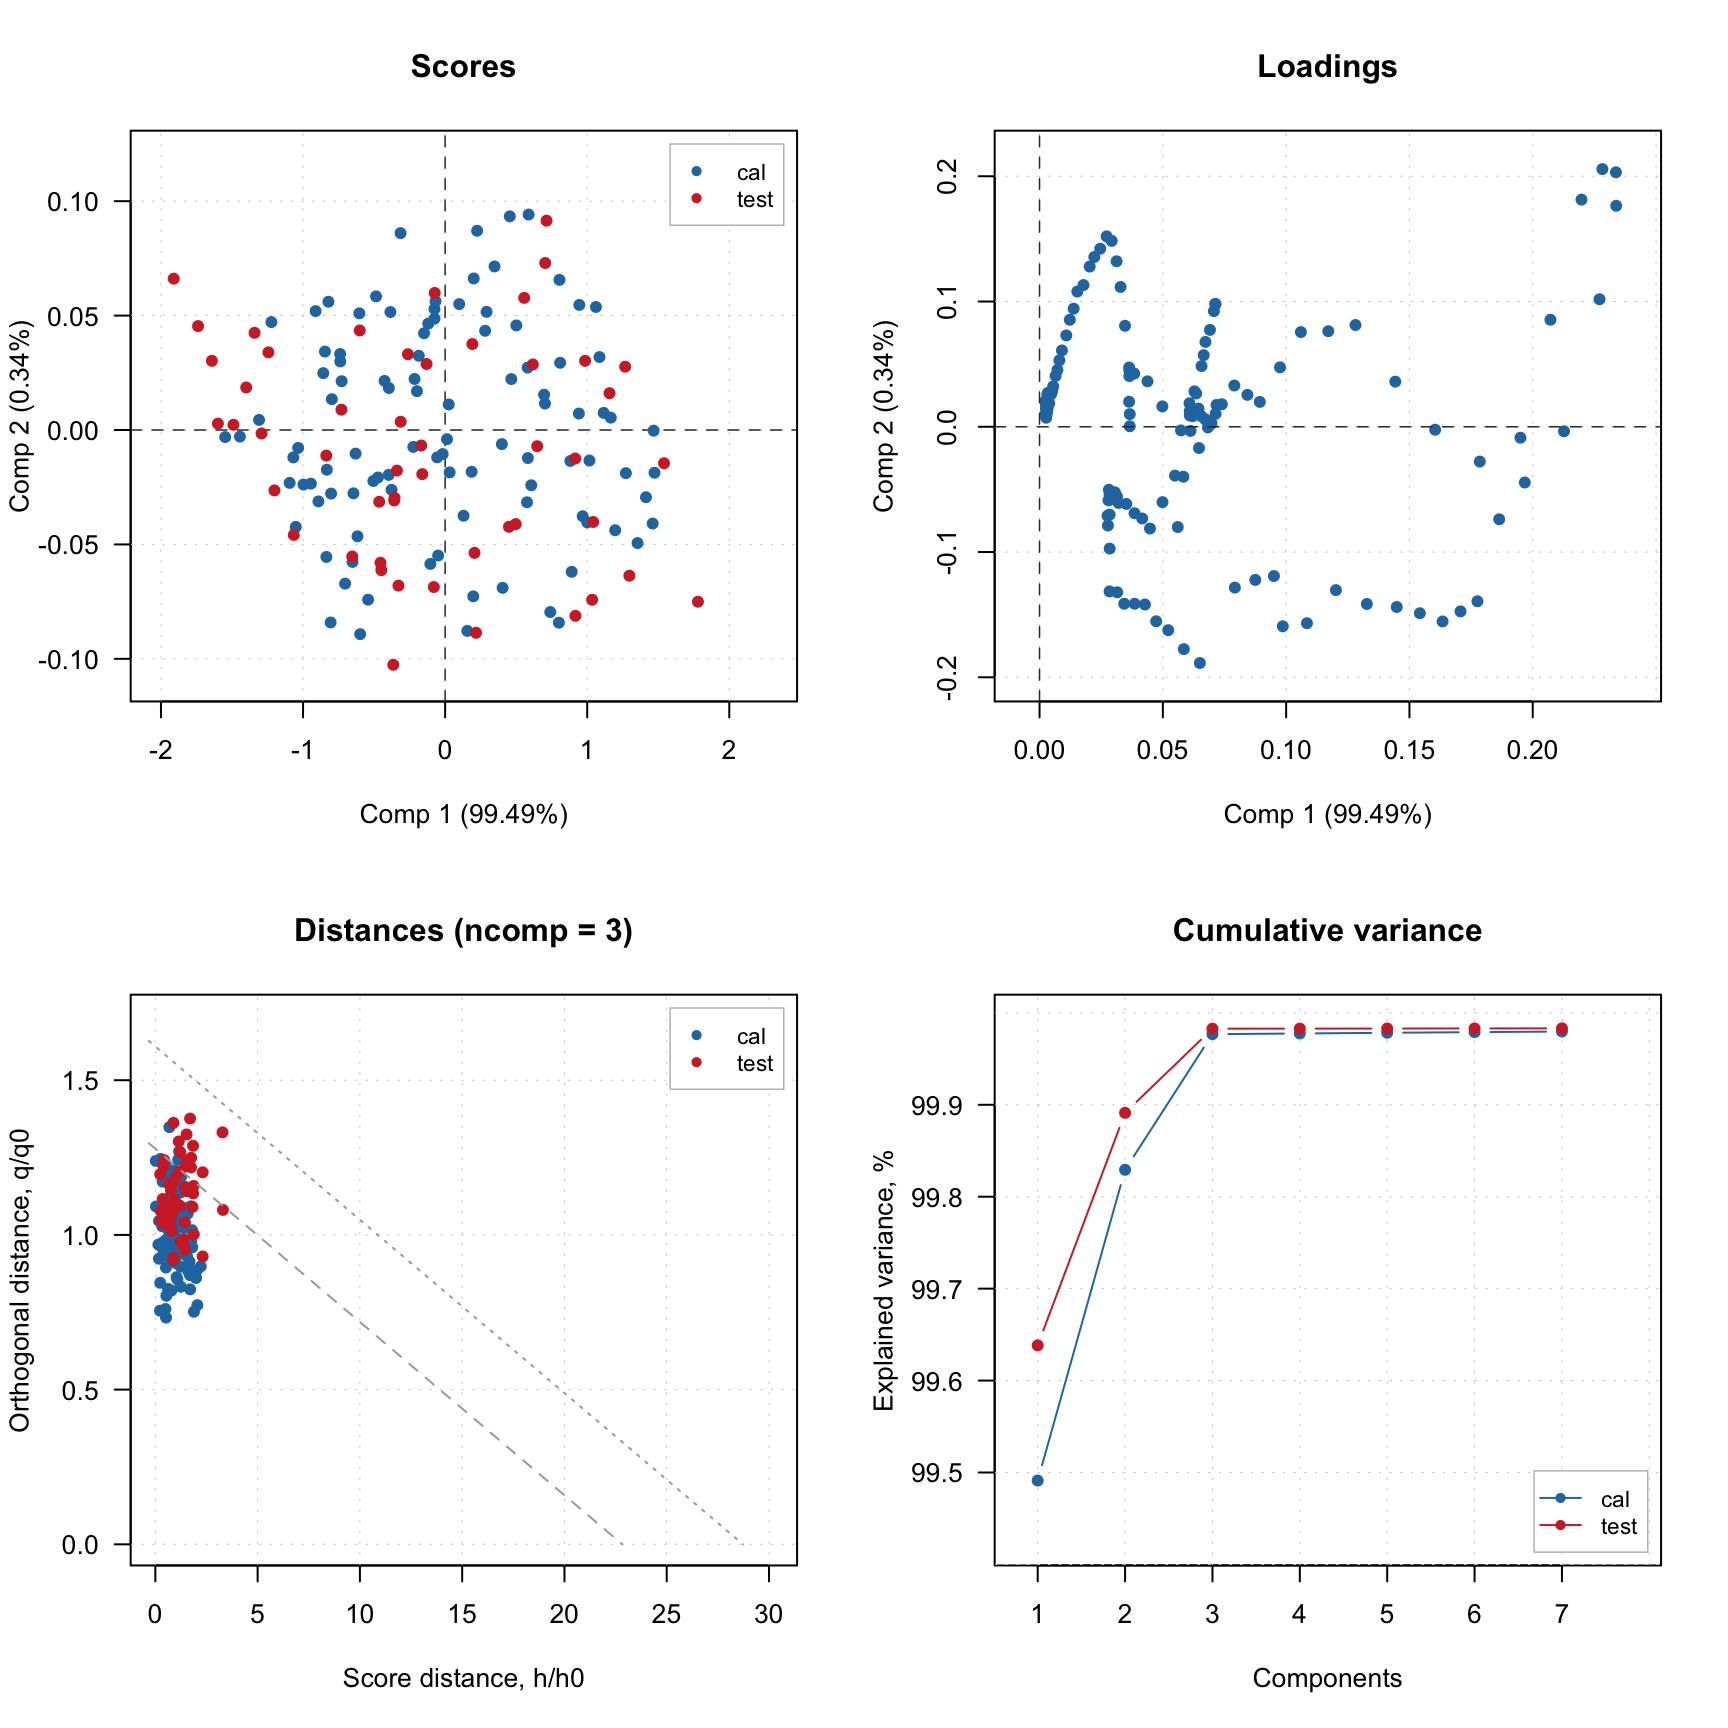 Scores
cal
test
0.10
0.05
0.00
-0.05
-0.10
Comp 2 (0.34%)
-2 -1 0 1 2
Comp 1 (99.49%)
Loadings
0.2
0.1
0.0
-0.1
-0.2
Comp 2 (0.34%)
0.00 0.05 0.10 0.15 0.20
Comp 1 (99.49%)
Distances (ncomp = 3)
cal
test
1.5
1.0
0.5
0.0
Orthogonal distance, q/q0
0 5 10 15 20 25 30
Score distance, h/h0
Cumulative variance
99.9
99.8
99.7
99.6
99.5
Explained variance, %
cal
test
1 2 3 4 5 6 7
Components